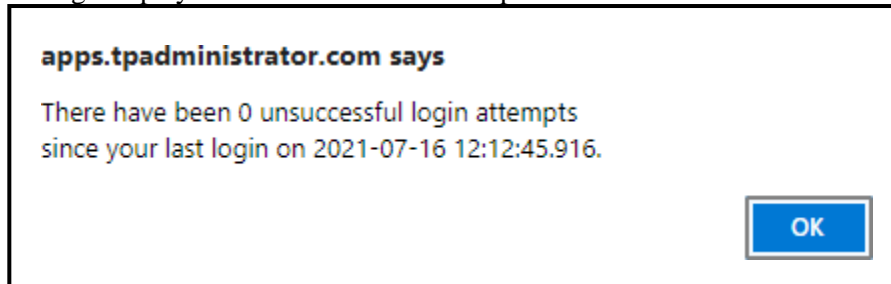 apps.tpadministrator.com says
There have been 0 unsuccessful login attempts
since your last login on 2021-07-16 12:12:45.916.
OK